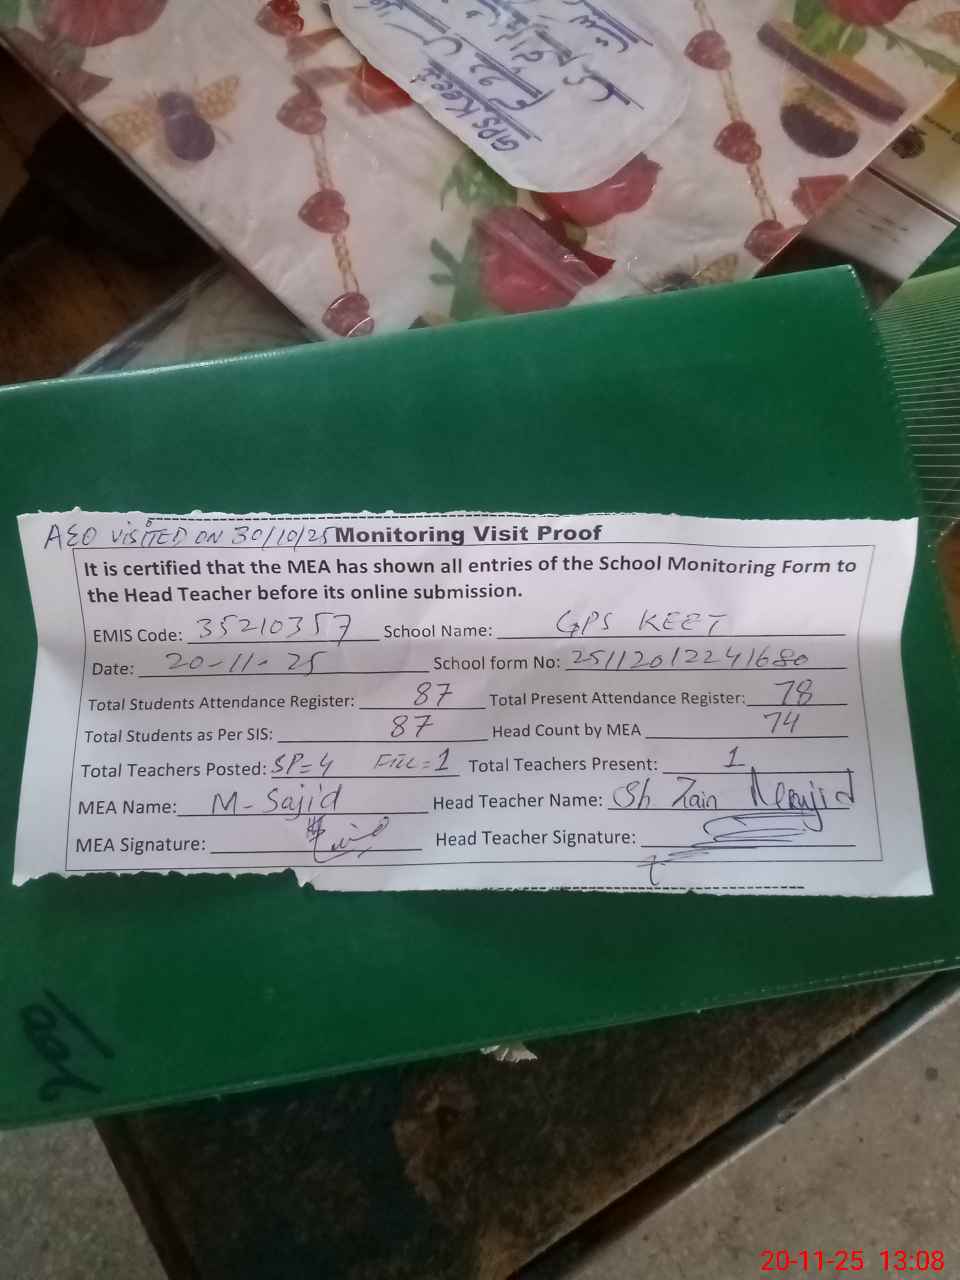 GPS Keet
AEO VISITED ON 30/10/25 Monitoring Visit Proof
It is certified that the MEA has shown all entries of the School Monitoring Form to
the Head Teacher before its online submission.
EMIS Code: 35210357 School Name: GPS KEET
Date: 20-11-25 School form No: 251120122241680
Total Students Attendance Register: 87 Total Present Attendance Register: 78
Total Students as Per SIS: 87 Head Count by MEA 74
Total Teachers Posted: SP=4 Fill=1 Total Teachers Present: 1
MEA Name: M-Sajid Head Teacher Name: Sh Zain
MEA Signature: Head Teacher Signature:
20-11-25 13:08